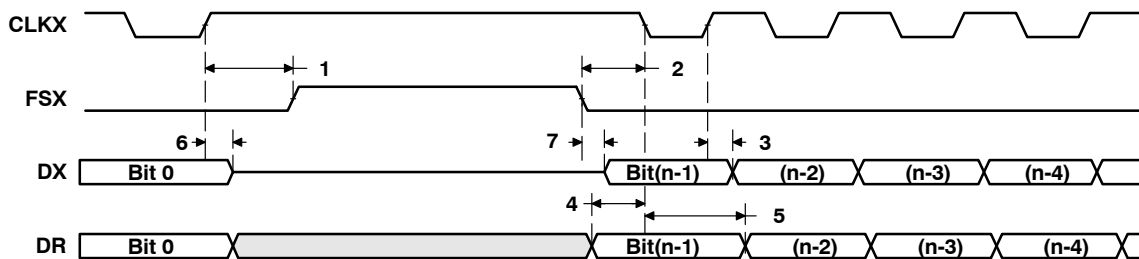 CLKX
1 2
FSX
6 7 3
DX Bit 0 Bit(n-1) (n-2) (n-3) (n-4)
4 5
DR Bit 0 Bit(n-1) (n-2) (n-3) (n-4)